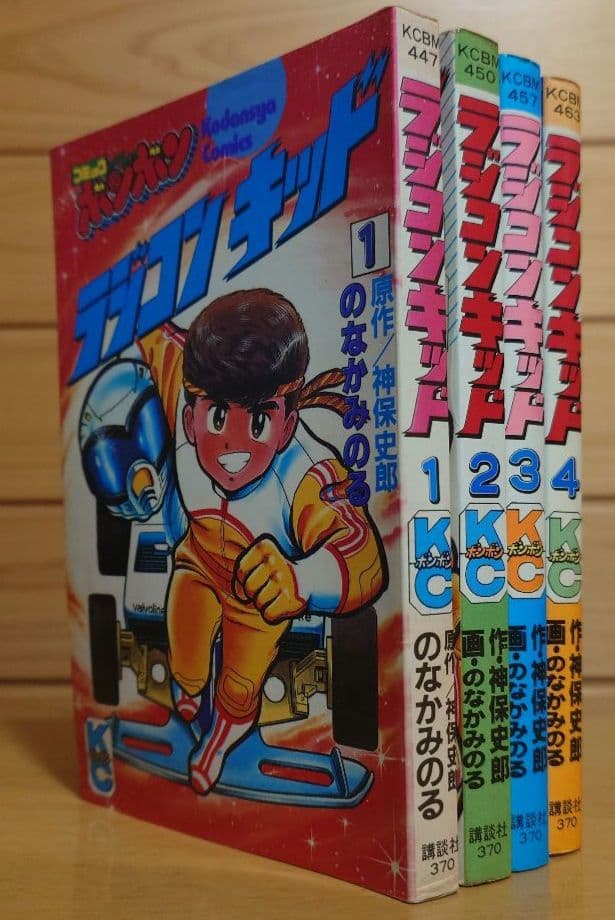 コミック
ボンボン
Kodansya
Comics
ラジコンキッド
1
原作/神保史郎
のなかみのる
valvoline
KC
KCBM
447
ラジコンキッド
1
KC
ボンボン
原作/神保史郎
のなかみのる
講談社
370
KCBM
450
ラジコンキッド
2
KC
ボンボン
作・神保史郎
画・のなかみのる
講談社
370
KCBM
457
ラジコンキッド
3
KC
ボンボン
作・神保史郎
画・のなかみのる
講談社
370
KCBM
463
ラジコンキッド
4
KC
ボンボン
作・神保史郎
画・のなかみのる
講談社
370